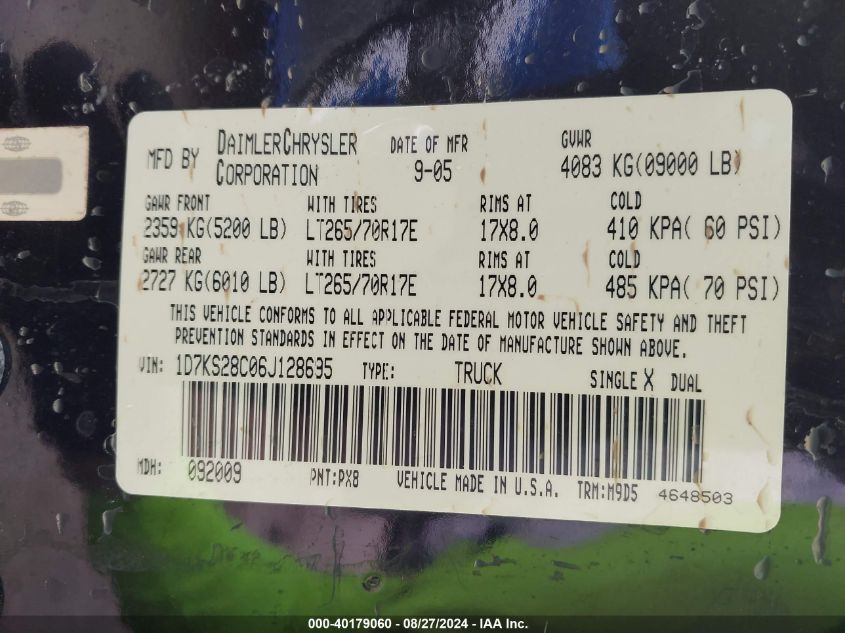 MFD BY DAIMLERCHRYSLER CORPORATION DATE OF MFR 9-05 GVWR 4083 KG(09000 LB)
GAWR FRONT WITH TIRES RIMS AT COLD
2359 KG(5200 LB) LT265/70R17E 17X8.0 410 KPA( 60 PSI)
GAWR REAR WITH TIRES RIMS AT COLD
2727 KG(6010 LB) LT265/70R17E 17X8.0 485 KPA( 70 PSI)
THIS VEHICLE CONFORMS TO ALL APPLICABLE FEDERAL MOTOR VEHICLE SAFETY AND THEFT
PREVENTION STANDARDS IN EFFECT ON THE DATE OF MANUFACTURE SHOWN ABOVE.
VIN: 1D7KS28C06J128695 TYPE: TRUCK SINGLE X DUAL
MDH: 092009 PNT:PX8 VEHICLE MADE IN U.S.A. TRM:M9D5 4648503
000-40179060 - 08/27/2024 - IAA Inc.